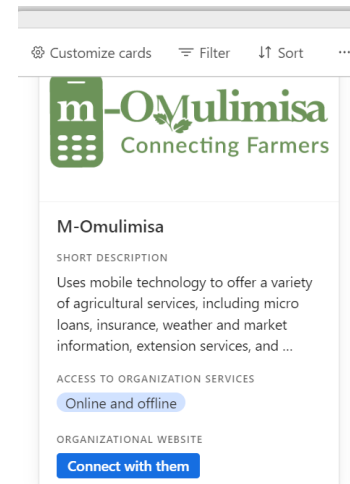 Customize cards Filter Sort ...
m-OMulimisa
Connecting Farmers
M-Omulimisa
SHORT DESCRIPTION
Uses mobile technology to offer a variety
of agricultural services, including micro
loans, insurance, weather and market
information, extension services, and ...
ACCESS TO ORGANIZATION SERVICES
Online and offline
ORGANIZATIONAL WEBSITE
Connect with them